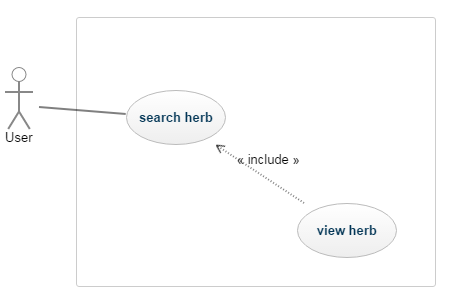 search herb
User
« include »
view herb